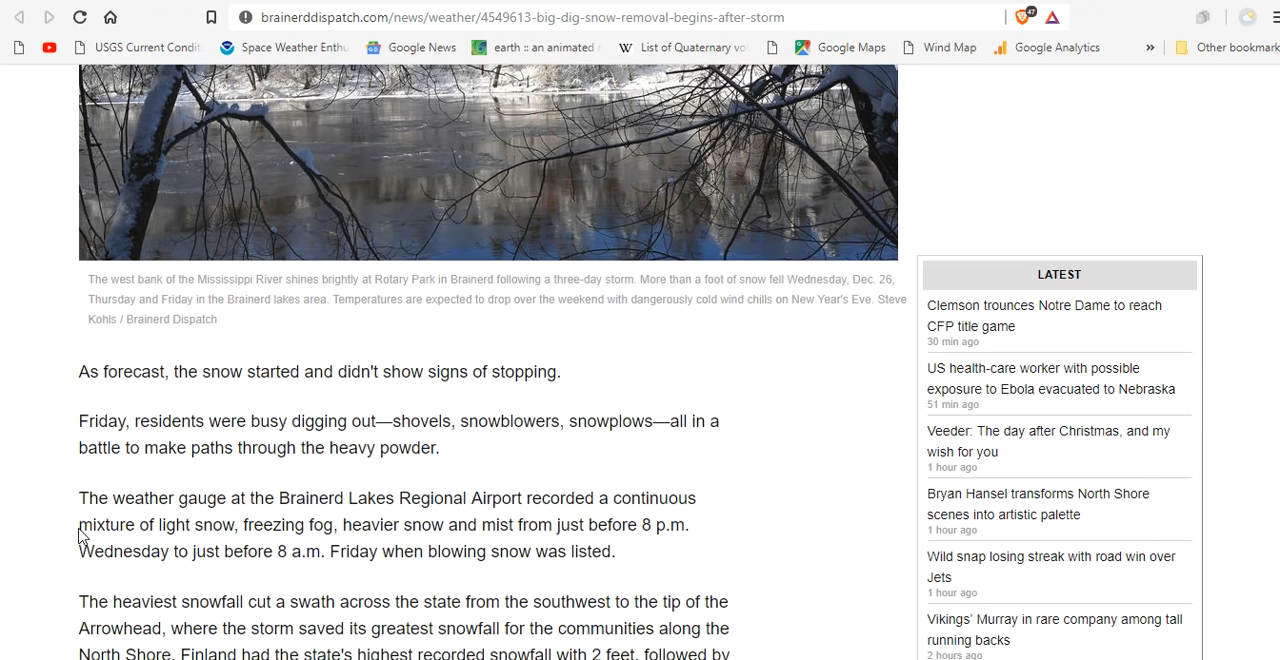 brainerddispatch.com/news/weather/4549613-big-dig-snow-removal-begins-after-storm
47
USGS Current Condit
Space Weather Enthu
Google News
earth :: an animated
List of Quaternary vo
Google Maps
Wind Map
Google Analytics
»
Other bookmark
The west bank of the Mississippi River shines brightly at Rotary Park in Brainerd following a three-day storm. More than a foot of snow fell Wednesday, Dec. 26,
Thursday and Friday in the Brainerd lakes area. Temperatures are expected to drop over the weekend with dangerously cold wind chills on New Year's Eve. Steve
Kohls / Brainerd Dispatch
As forecast, the snow started and didn't show signs of stopping.
Friday, residents were busy digging out—shovels, snowblowers, snowplows—all in a
battle to make paths through the heavy powder.
The weather gauge at the Brainerd Lakes Regional Airport recorded a continuous
mixture of light snow, freezing fog, heavier snow and mist from just before 8 p.m.
Wednesday to just before 8 a.m. Friday when blowing snow was listed.
The heaviest snowfall cut a swath across the state from the southwest to the tip of the
Arrowhead, where the storm saved its greatest snowfall for the communities along the
North Shore. Finland had the state's highest recorded snowfall with 2 feet, followed by
LATEST
Clemson trounces Notre Dame to reach
CFP title game
30 min ago
US health-care worker with possible
exposure to Ebola evacuated to Nebraska
51 min ago
Veeder: The day after Christmas, and my
wish for you
1 hour ago
Bryan Hansel transforms North Shore
scenes into artistic palette
1 hour ago
Wild snap losing streak with road win over
Jets
1 hour ago
Vikings' Murray in rare company among tall
running backs
2 hours ago